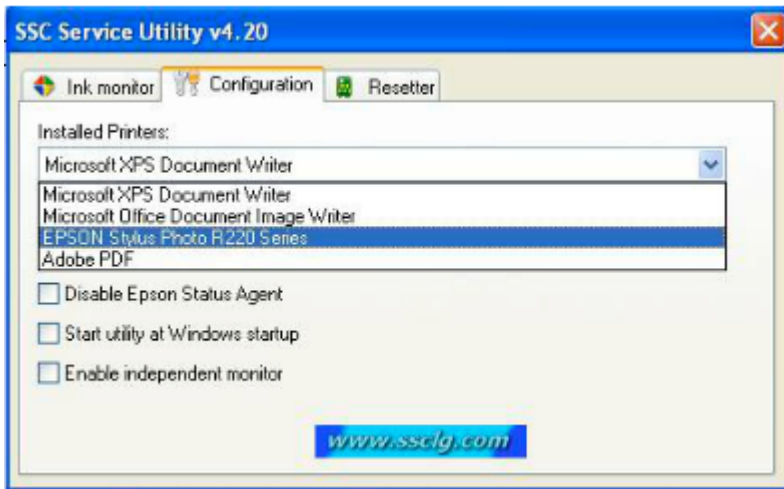 SSC Service Utility v4.20
Ink monitor Configuration Resetter
Installed Printers:
Microsoft XPS Document Writer
Microsoft XPS Document Writer
Microsoft Office Document Image Writer
EPSON Stylus Photo R220 Series
Adobe PDF
Disable Epson Status Agent
Start utility at Windows startup
Enable independent monitor
www.ssclg.com